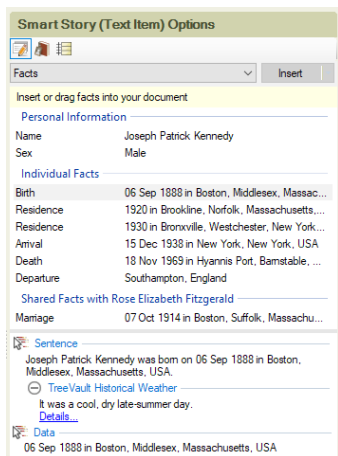 Smart Story (Text Item) Options
Facts
Insert
Insert or drag facts into your document
Personal Information
Name Joseph Patrick Kennedy
Sex Male
Individual Facts
Birth 06 Sep 1888 in Boston, Middlesex, Massac...
Residence 1920 in Brookline, Norfolk, Massachusetts,...
Residence 1930 in Bronxville, Westchester, New York...
Arrival 15 Dec 1938 in New York, New York, USA
Death 18 Nov 1969 in Hyannis Port, Barnstable, ...
Departure Southampton, England
Shared Facts with Rose Elizabeth Fitzgerald
Marriage 07 Oct 1914 in Boston, Suffolk, Massachu...
Sentence
Joseph Patrick Kennedy was born on 06 Sep 1888 in Boston,
Middlesex, Massachusetts, USA.
TreeVault Historical Weather
It was a cool, dry late-summer day.
Details...
Data
06 Sep 1888 in Boston, Middlesex, Massachusetts, USA